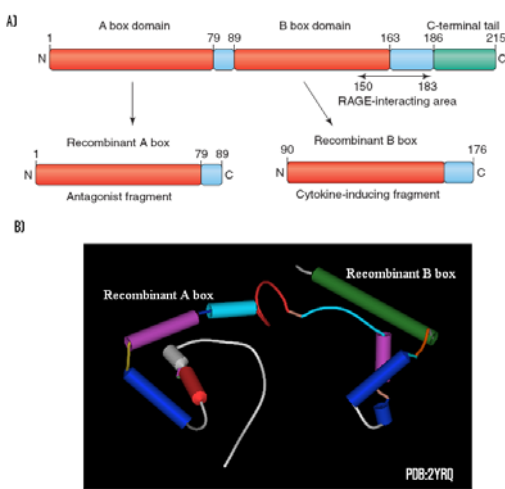 A)
A box domain B box domain C-terminal tail
1 79 89 163 186 215
N C
150 183
RAGE-interacting area
Recombinant A box Recombinant B box
1 79 89 90 176
N C N C
Antagonist fragment Cytokine-inducing fragment
B)
Recombinant B box
Recombinant A box
PDB:2YRQ